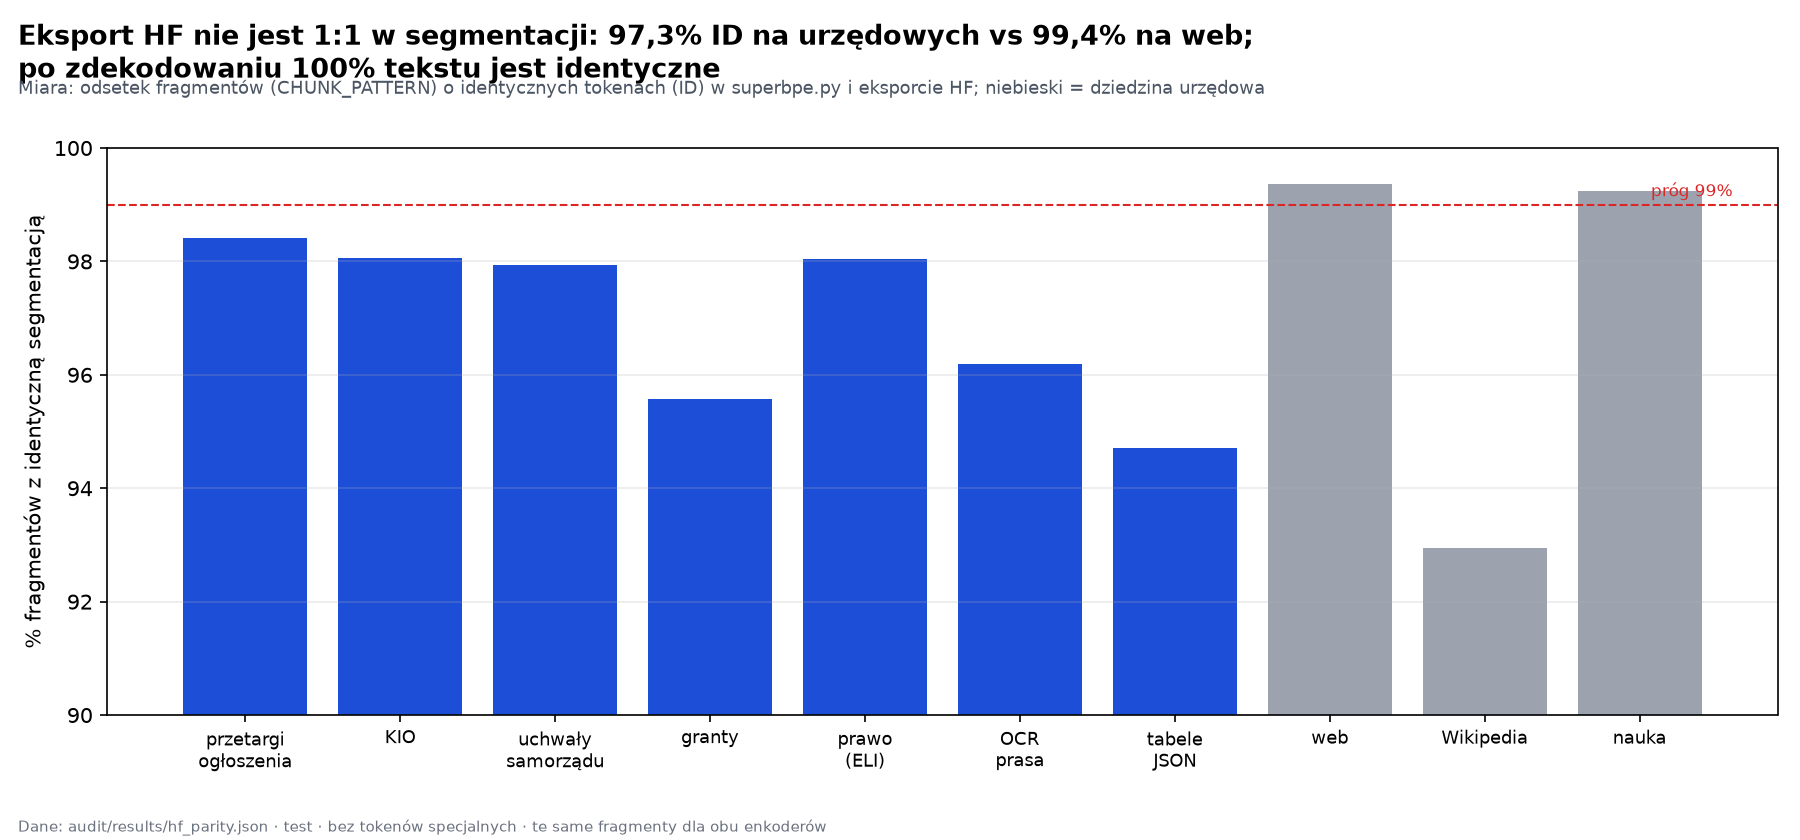 Eksport HF nie jest 1:1 w segmentacji: 97,3% ID na urzędowych vs 99,4% na web;
po zdekodowaniu 100% tekstu jest identyczne
Miara: odsetek fragmentów (CHUNK_PATTERN) o identycznych tokenach (ID) w superbpe.py i eksporcie HF; niebieski = dziedzina urzędowa
% fragmentów z identyczną segmentacją
100
98
96
94
92
90
próg 99%
przetargi
ogłoszenia
KIO
uchwały
samorządu
granty
prawo
(ELI)
OCR
prasa
tabele
JSON
web
Wikipedia
nauka
Dane: audit/results/hf_parity.json · test · bez tokenów specjalnych · te same fragmenty dla obu enkoderów